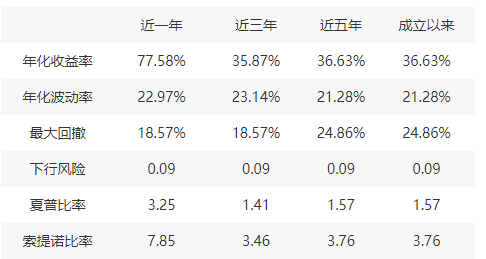 近一年 近三年 近五年 成立以来
年化收益率 77.58% 35.87% 36.63% 36.63%
年化波动率 22.97% 23.14% 21.28% 21.28%
最大回撤 18.57% 18.57% 24.86% 24.86%
下行风险 0.09 0.09 0.09 0.09
夏普比率 3.25 1.41 1.57 1.57
索提诺比率 7.85 3.46 3.76 3.76